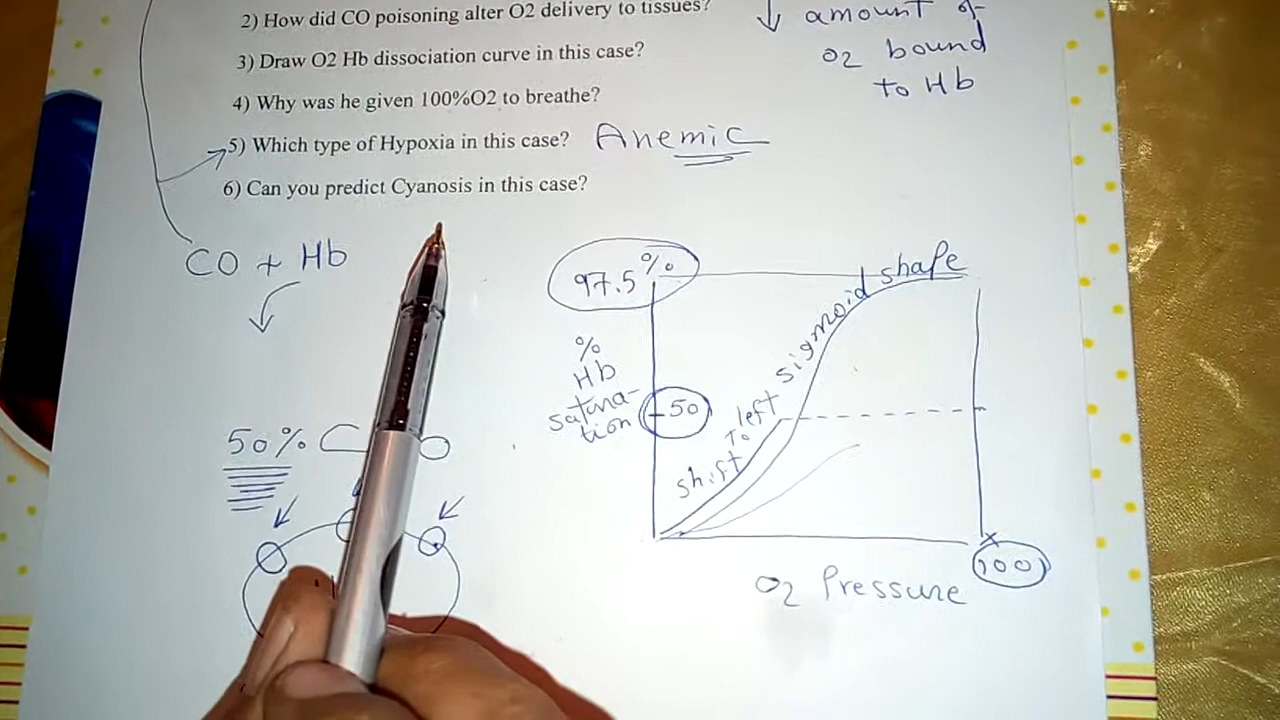 2) How did CO poisoning alter O2 delivery to tissues?
↓ amount of
O2 bound
to Hb
3) Draw O2 Hb dissociation curve in this case?
4) Why was he given 100%O2 to breathe?
5) Which type of Hypoxia in this case? Anemic
6) Can you predict Cyanosis in this case?
CO + Hb
97.5%
sigmoid shape
%
Hb
satura-
tion
50
shift to left
50% C O
100
O2 Pressure